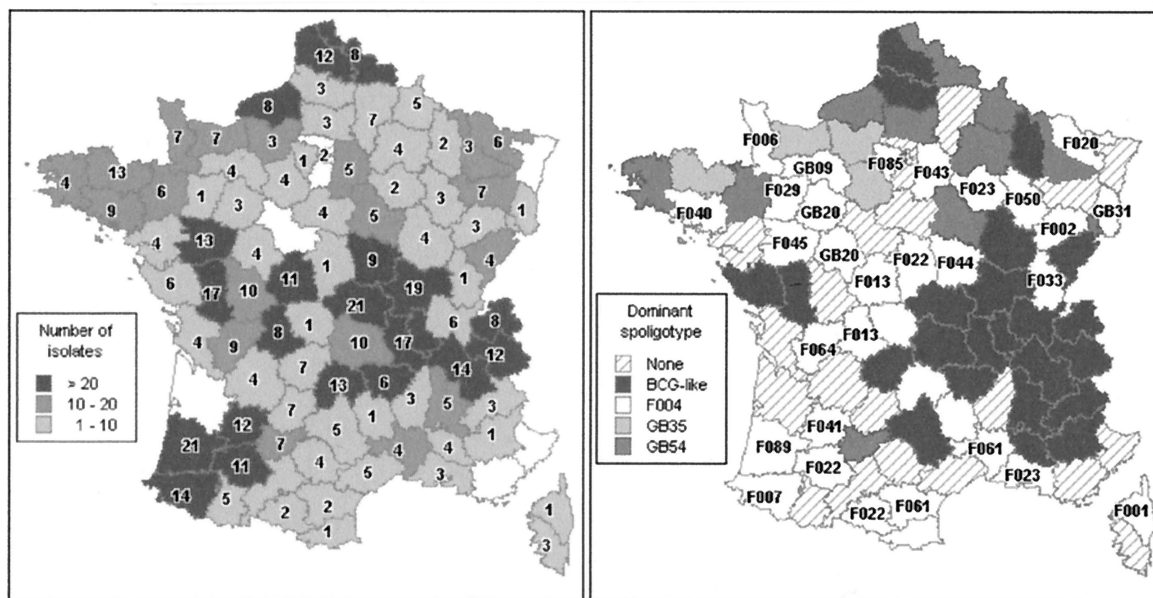 12 8
3
8 5
7 7 3 3 7 6
2 3
4 1 2
4 13 4 5
6 4 2 7
9 1 3 3
4 5 3 1
4 13 4 4
4 1 9
6 11 1
17 10 19
21
8 1 6 8
4 9 17
10 12
7 14
4 13 6 3
7 5 3
12 1
5 1
21 7 4 4
11 4
3
5
14 5
2 2 1
1 3
Number of
isolates
> 20
10 - 20
1 - 10
F006
F020
F085
GB09 F043
F029 F023
F050
F040 GB20 GB31
F002
F045
GB20 F022 F044
F013 F033
F013
F064
F041
F089 F061
F022 F023
F007
F022 F061 F001
Dominant
spoligotype
None
BCG-like
F004
GB35
GB54